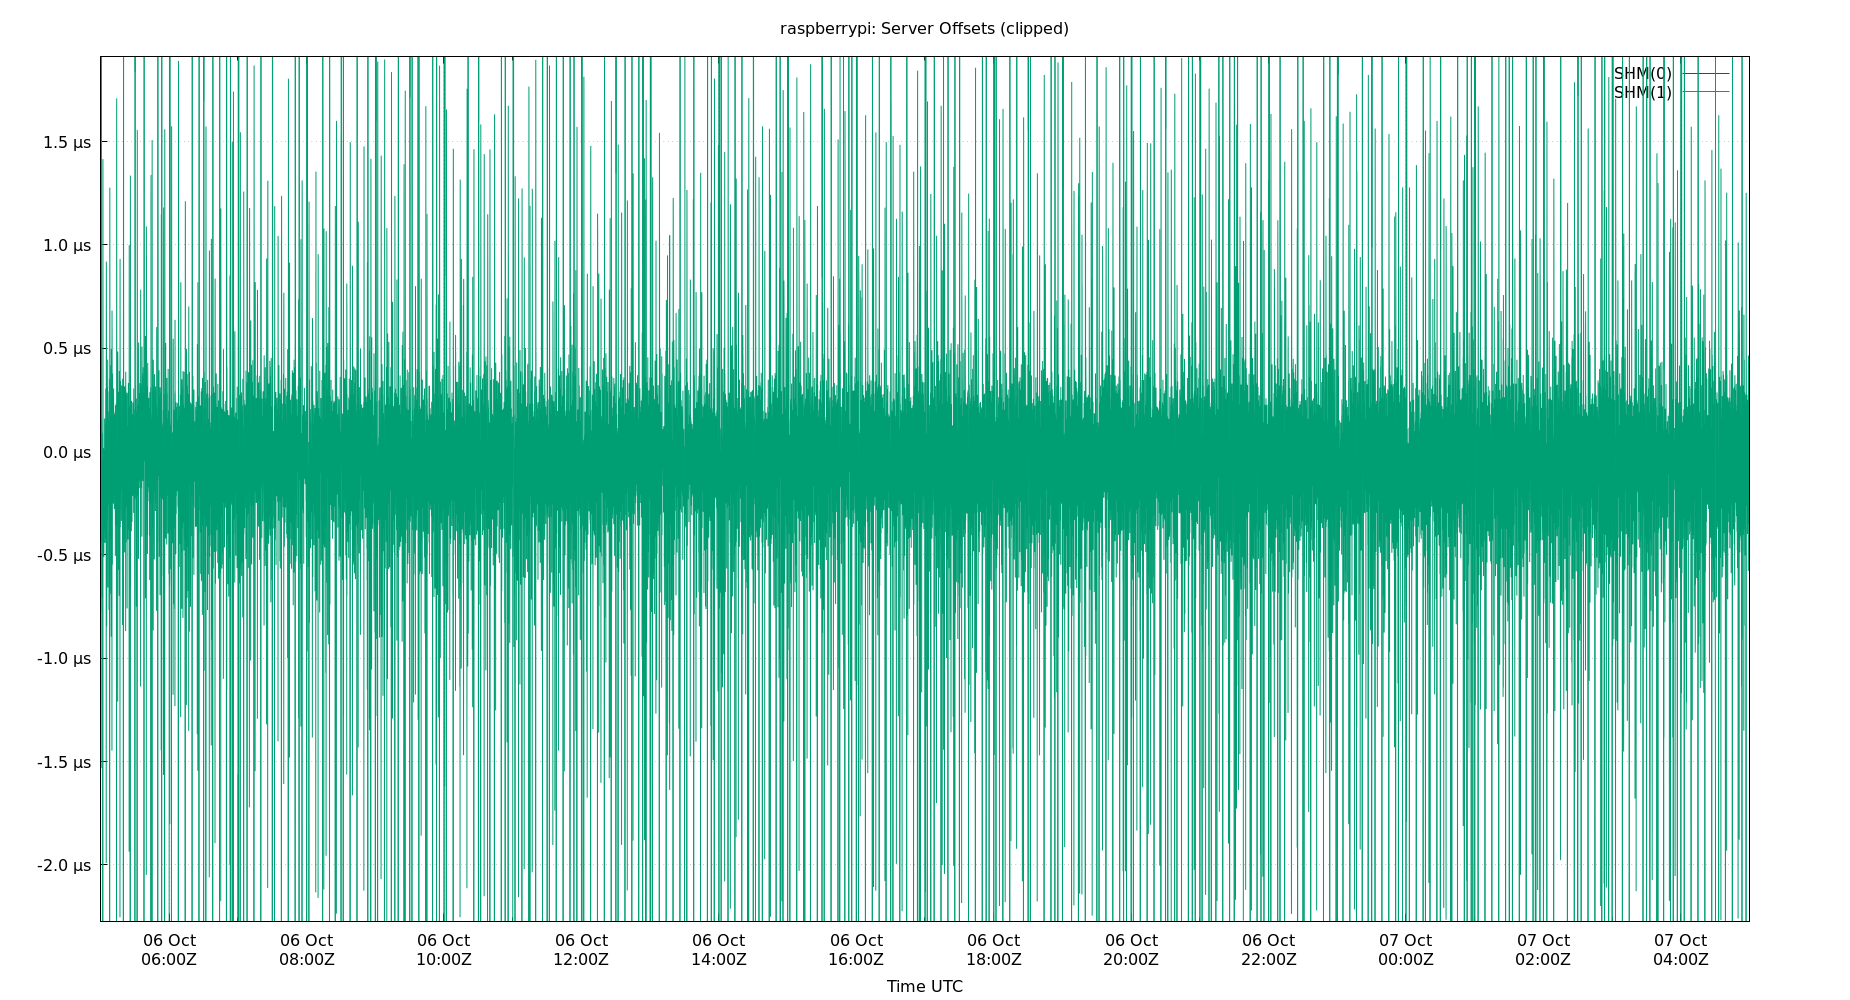 raspberrypi: Server Offsets (clipped)
SHM(0)
SHM(1)
1.5 µs
1.0 µs
0.5 µs
0.0 µs
-0.5 µs
-1.0 µs
-1.5 µs
-2.0 µs
06 Oct 06 Oct 06 Oct 06 Oct 06 Oct 06 Oct 06 Oct 06 Oct 06 Oct 07 Oct 07 Oct 07 Oct
06:00Z 08:00Z 10:00Z 12:00Z 14:00Z 16:00Z 18:00Z 20:00Z 22:00Z 00:00Z 02:00Z 04:00Z
Time UTC